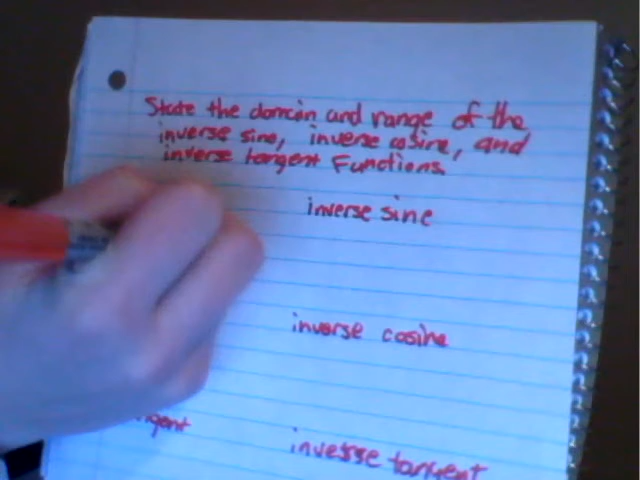 State the domain and range of the
inverse sine, inverse cosine, and
inverse tangent Functions.
inverse sine
inverse cosine
ngent
inverse tangent